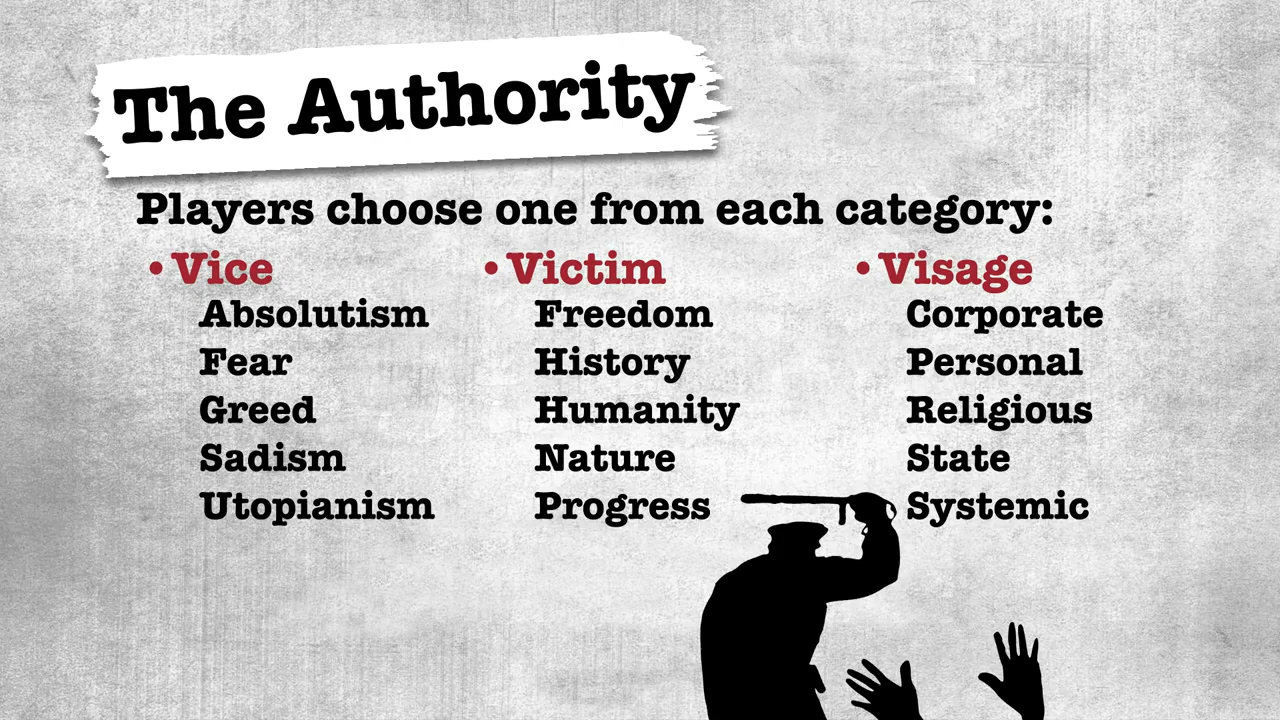 The Authority
Players choose one from each category:
• Vice
Absolutism
Fear
Greed
Sadism
Utopianism
• Victim
Freedom
History
Humanity
Nature
Progress
• Visage
Corporate
Personal
Religious
State
Systemic